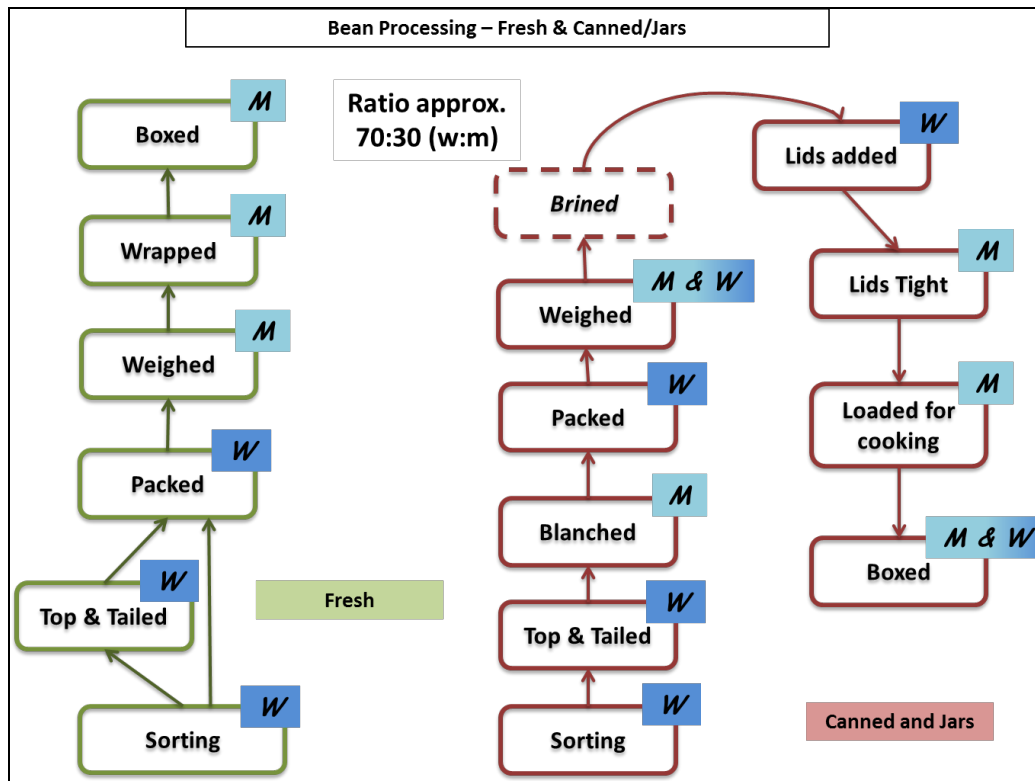 Bean Processing – Fresh & Canned/Jars
Ratio approx.
70:30 (w:m)
M
Boxed
M
Wrapped
M
Weighed
W
Packed
W
Top & Tailed
W
Sorting
Fresh
Brined
M & W
Weighed
W
Packed
M
Blanched
W
Top & Tailed
W
Sorting
W
Lids added
M
Lids Tight
M
Loaded for
cooking
M & W
Boxed
Canned and Jars